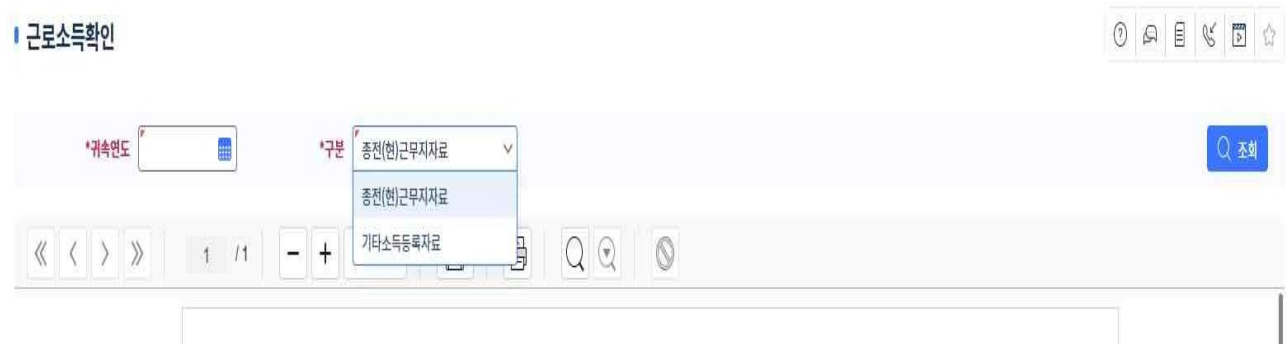 근로소득확인
*귀속연도 *구분 종전(현)근무지자료 조회
종전(현)근무지자료
기타소득등록자료
1 /1